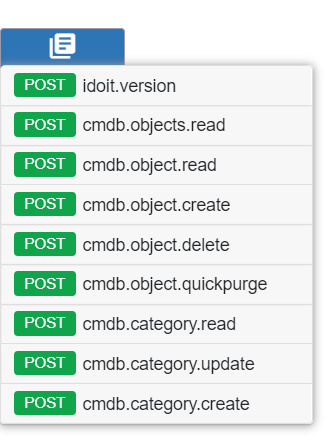 POST idoit.version
POST cmdb.objects.read
POST cmdb.object.read
POST cmdb.object.create
POST cmdb.object.delete
POST cmdb.object.quickpurge
POST cmdb.category.read
POST cmdb.category.update
POST cmdb.category.create